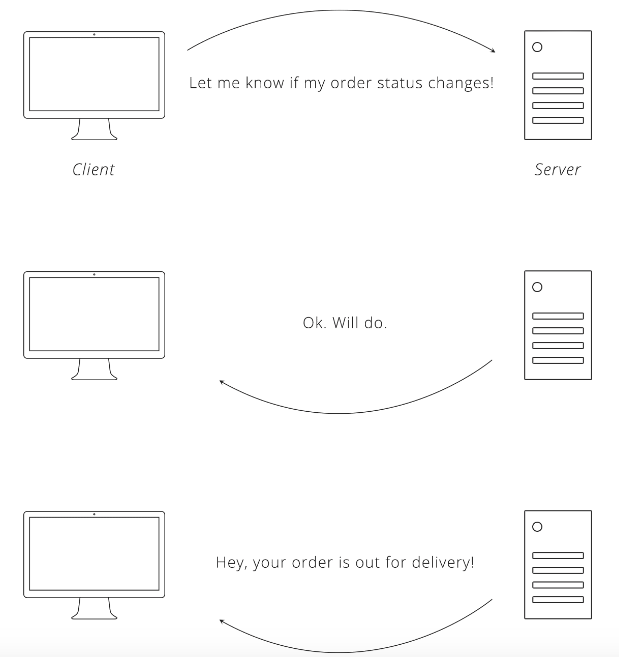 Let me know if my order status changes!
Client
Server
Ok. Will do.
Hey, your order is out for delivery!